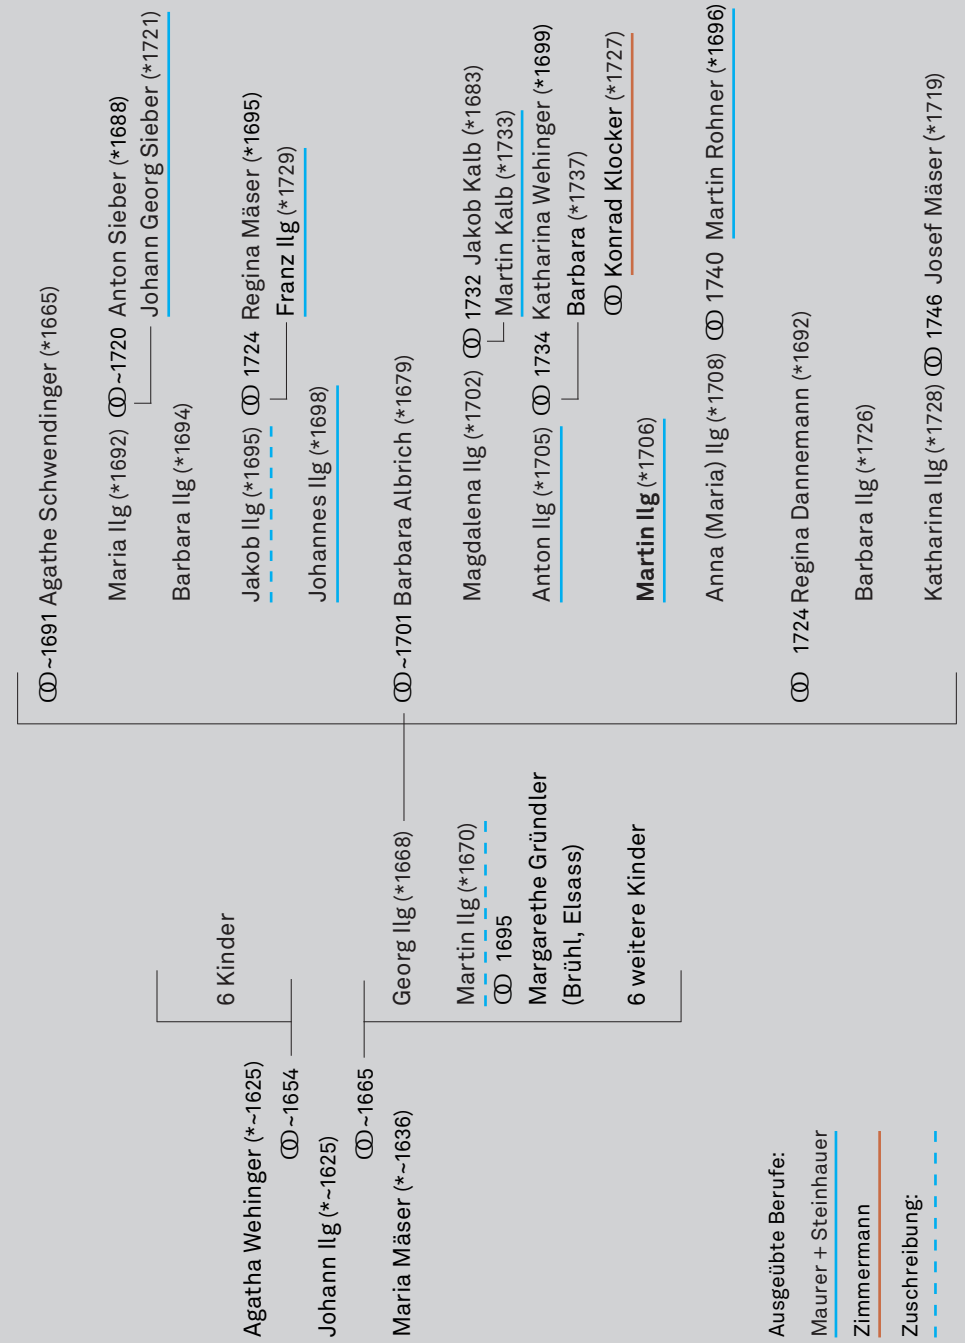 Agatha Wehinger (*~1625)
⚭ ~1654
Johann Ilg (*~1625)
⚭ ~1665
Maria Mäser (*~1636)
6 Kinder
Georg Ilg (*1668)
Martin Ilg (*1670)
⚭ 1695
Margarethe Gründler
(Brühl, Elsass)
6 weitere Kinder
⚭ ~1691 Agathe Schwendinger (*1665)
Maria Ilg (*1692) ⚭ ~1720 Anton Sieber (*1688)
Johann Georg Sieber (*1721)
Barbara Ilg (*1694)
Jakob Ilg (*1695) ⚭ 1724 Regina Mäser (*1695)
Franz Ilg (*1729)
Johannes Ilg (*1698)
⚭ ~1701 Barbara Albrich (*1679)
Magdalena Ilg (*1702) ⚭ 1732 Jakob Kalb (*1683)
Martin Kalb (*1733)
Anton Ilg (*1705) ⚭ 1734 Katharina Wehinger (*1699)
Barbara (*1737)
⚭ Konrad Klocker (*1727)
Martin Ilg (*1706)
Anna (Maria) Ilg (*1708) ⚭ 1740 Martin Rohner (*1696)
⚭ 1724 Regina Dannemann (*1692)
Barbara Ilg (*1726)
Katharina Ilg (*1728) ⚭ 1746 Josef Mäser (*1719)
Ausgeübte Berufe:
Maurer + Steinhauer
Zimmermann
Zuschreibung: